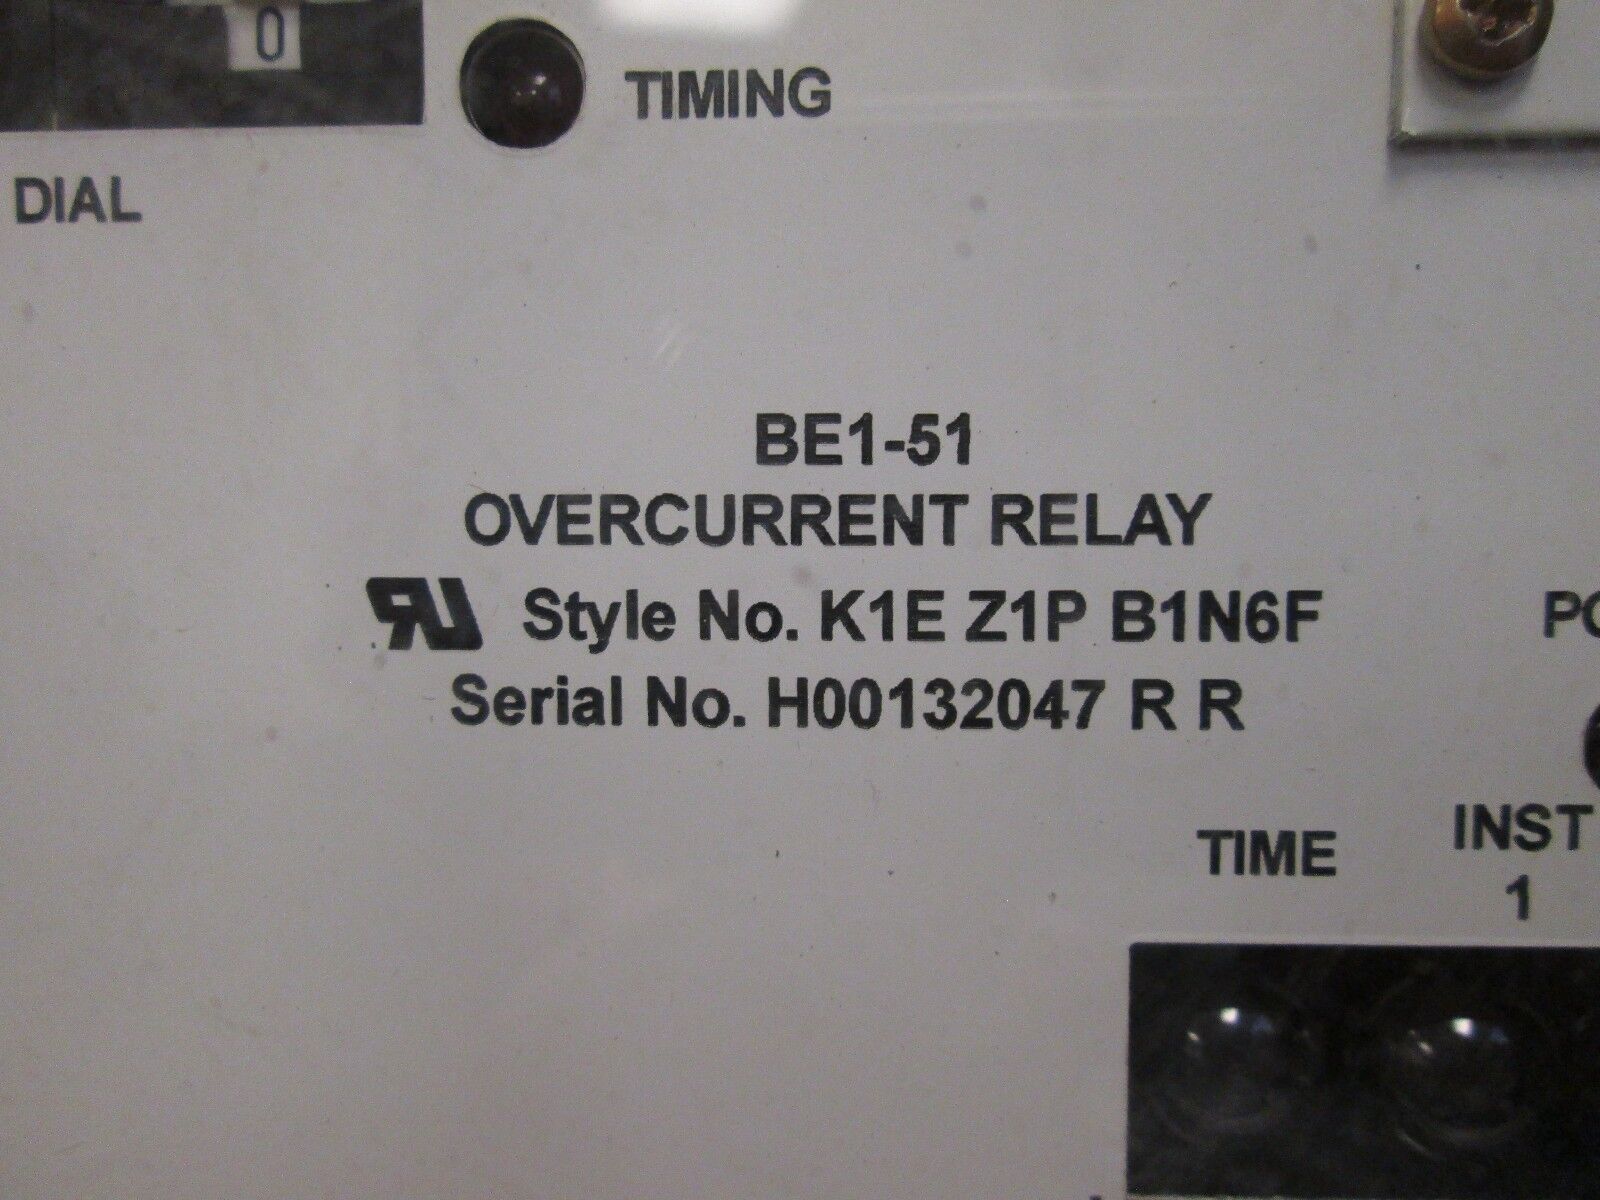 0
TIMING
DIAL
BE1-51
OVERCURRENT RELAY
Style No. K1E Z1P B1N6F
Serial No. H00132047 R R
TIME
INST
1